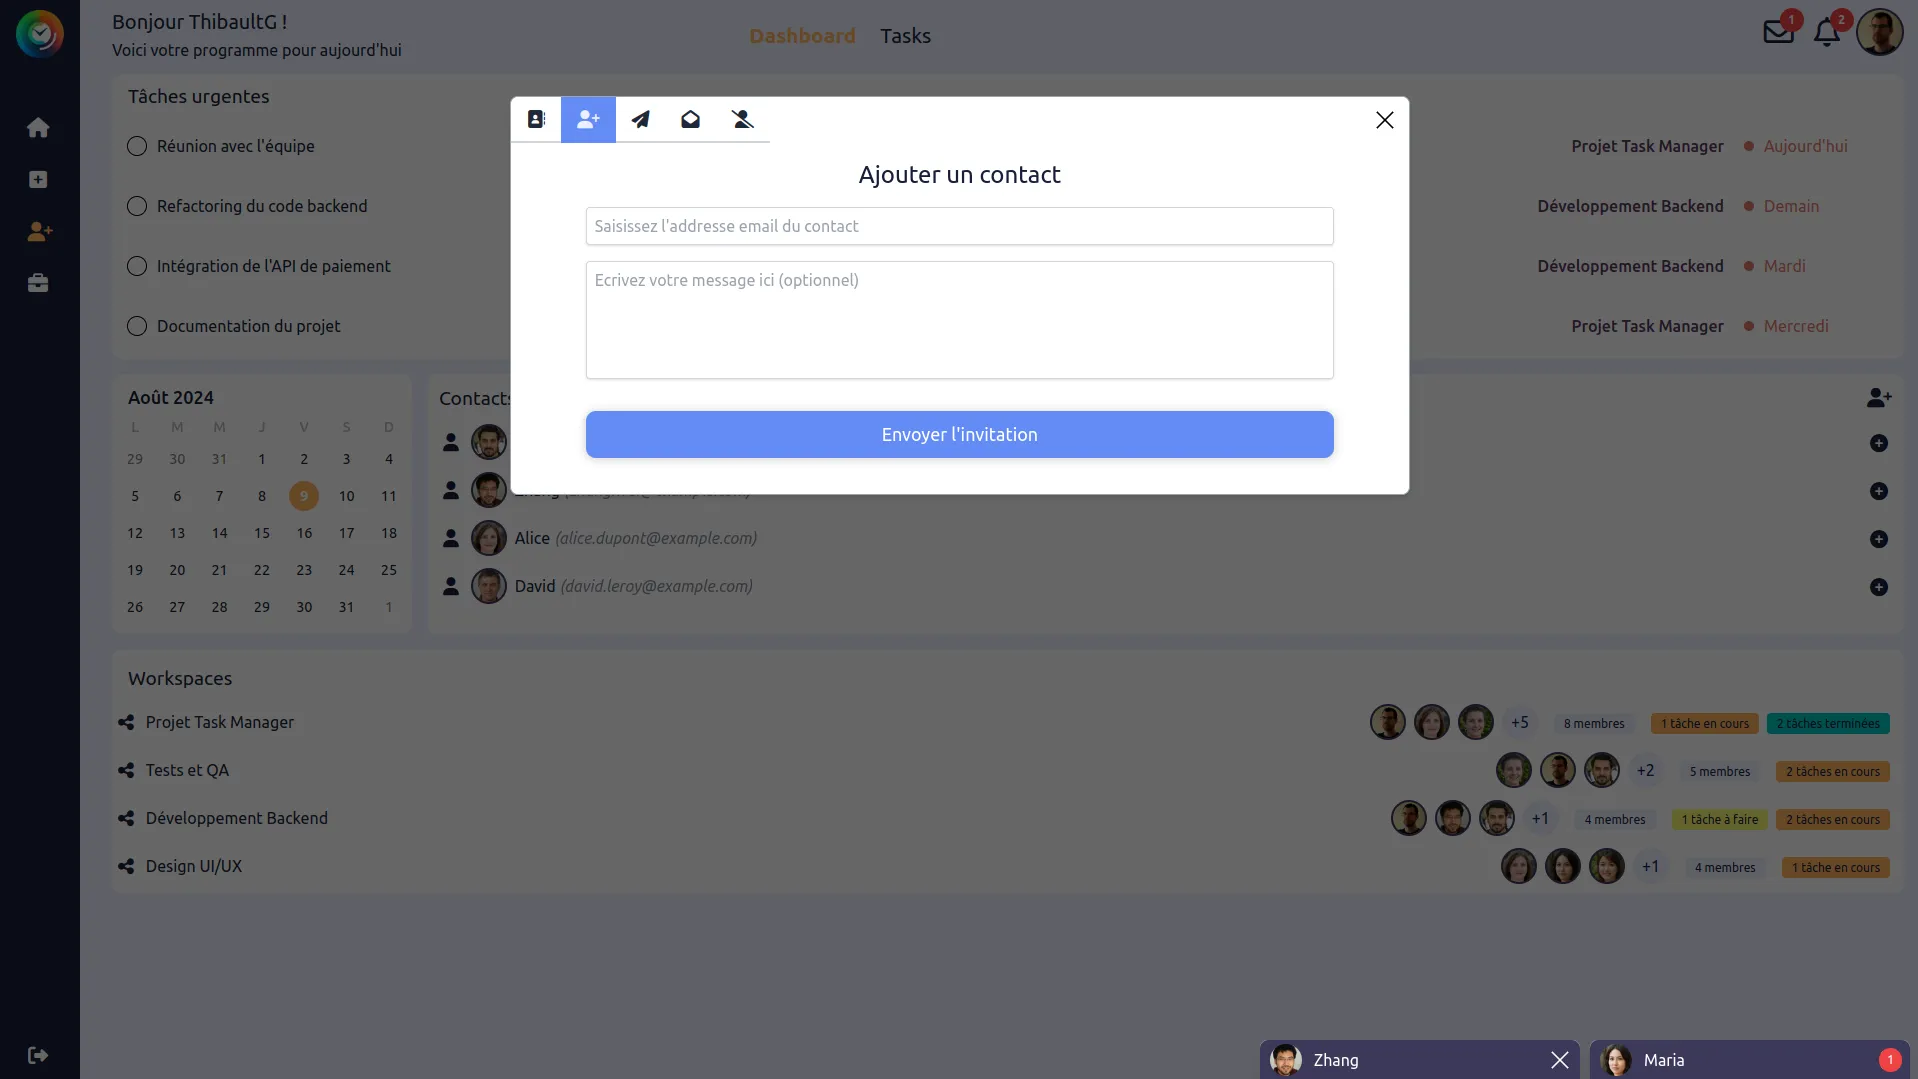 Bonjour ThibaultG !
Voici votre programme pour aujourd'hui
Dashboard Tasks
1
2
Tâches urgentes
Réunion avec l'équipe Projet Task Manager Aujourd'hui
Refactoring du code backend Développement Backend Demain
Intégration de l'API de paiement Développement Backend Mardi
Documentation du projet Projet Task Manager Mercredi
Ajouter un contact
Saisissez l'addresse email du contact
Ecrivez votre message ici (optionnel)
Envoyer l'invitation
Août 2024
L M M J V S D
29 30 31 1 2 3 4
5 6 7 8 9 10 11
12 13 14 15 16 17 18
19 20 21 22 23 24 25
26 27 28 29 30 31 1
Contacts
Alice (alice.dupont@example.com)
David (david.leroy@example.com)
Workspaces
Projet Task Manager +5 8 membres 1 tâche en cours 2 tâches terminées
Tests et QA +2 5 membres 2 tâches en cours
Développement Backend +1 4 membres 1 tâche à faire 2 tâches en cours
Design UI/UX +1 4 membres 1 tâche en cours
Zhang
Maria 1